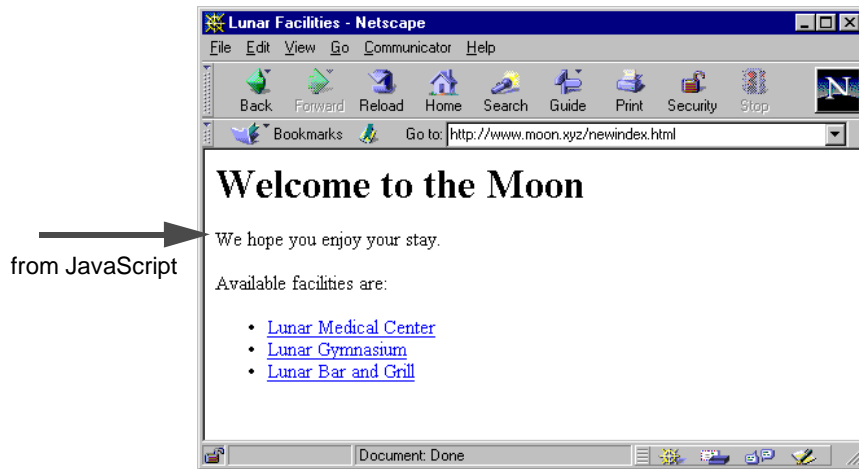 Lunar Facilities - Netscape
File Edit View Go Communicator Help
Back Forward Reload Home Search Guide Print Security Stop
N
Bookmarks Go to: http://www.moon.xyz/newindex.html
Welcome to the Moon
We hope you enjoy your stay.
from JavaScript
Available facilities are:
• Lunar Medical Center
• Lunar Gymnasium
• Lunar Bar and Grill
Document: Done